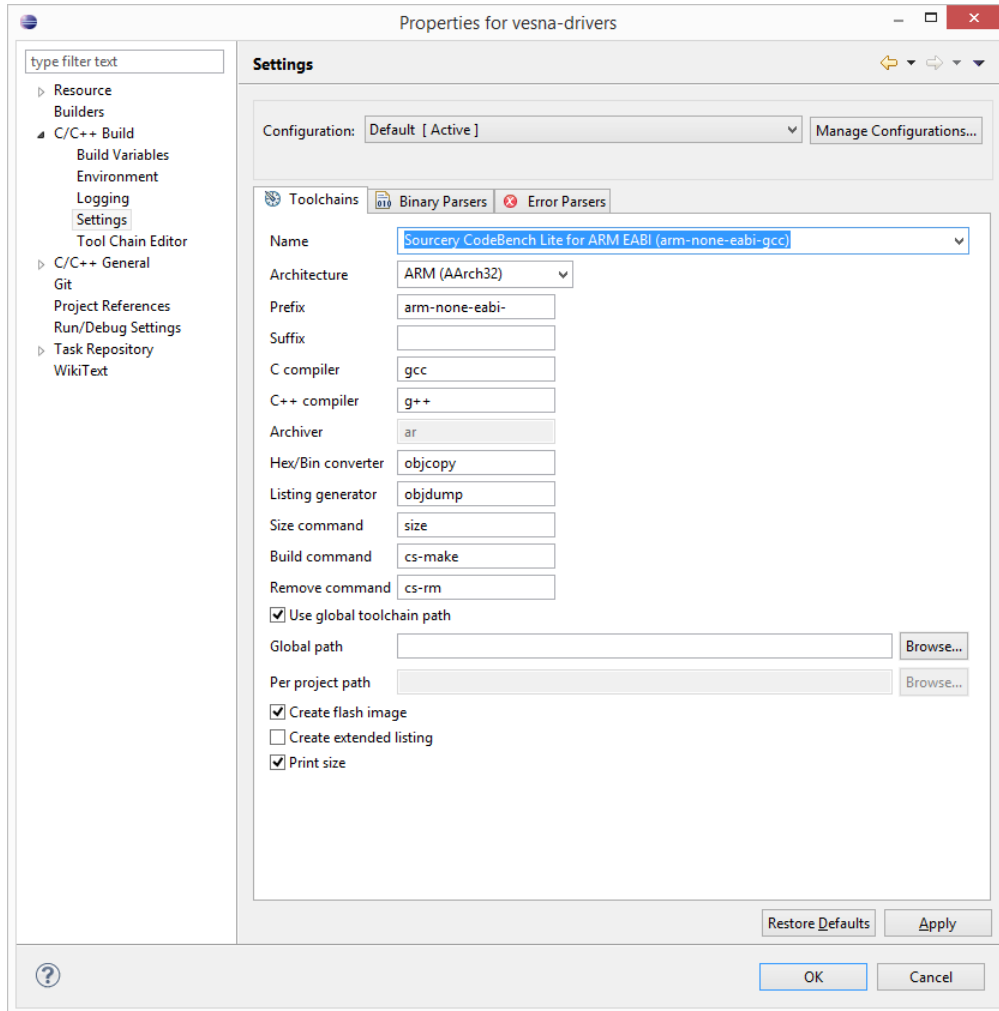 Properties for vesna-drivers
type filter text
Resource
Builders
C/C++ Build
Build Variables
Environment
Logging
Settings
Tool Chain Editor
C/C++ General
Git
Project References
Run/Debug Settings
Task Repository
WikiText
Settings
Configuration: Default [ Active ] Manage Configurations...
Toolchains 010 Binary Parsers Error Parsers
Name Sourcery CodeBench Lite for ARM EABI (arm-none-eabi-gcc)
Architecture ARM (AArch32)
Prefix arm-none-eabi-
Suffix
C compiler gcc
C++ compiler g++
Archiver ar
Hex/Bin converter objcopy
Listing generator objdump
Size command size
Build command cs-make
Remove command cs-rm
Use global toolchain path
Global path Browse...
Per project path Browse...
Create flash image
Create extended listing
Print size
Restore Defaults Apply
? OK Cancel